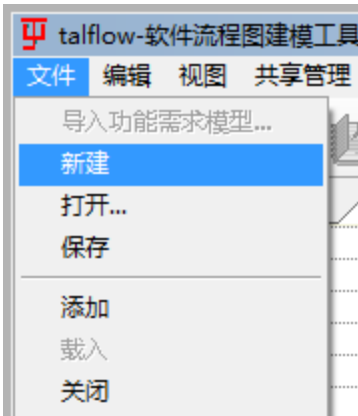 talflow-软件流程图建模工具
文件 编辑 视图 共享管理
导入功能需求模型...
新建
打开...
保存
添加
载入
关闭